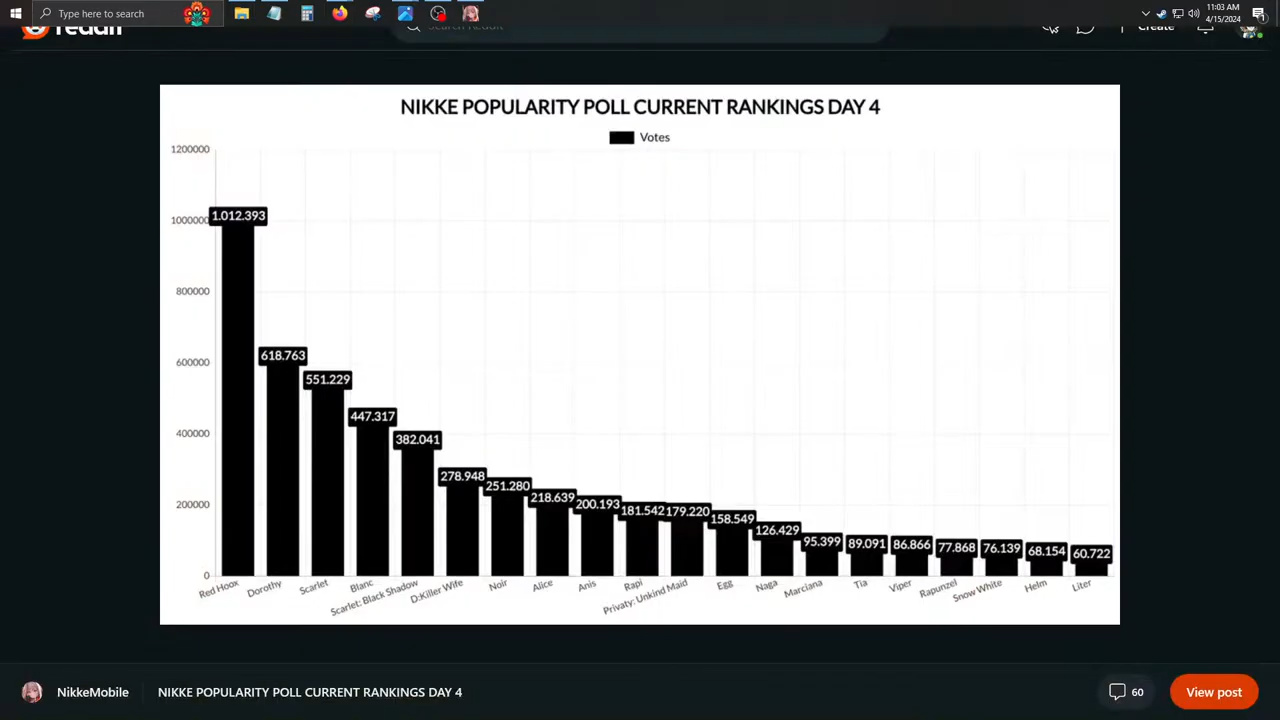 Type here to search
11:03 AM
4/15/2024
reddit
Search Reddit
Create
NIKKE POPULARITY POLL CURRENT RANKINGS DAY 4
Votes
1200000
1000000
800000
600000
400000
200000
0
1.012.393
618.763
551.229
447.317
382.041
278.948
251.280
218.639
200.193
181.542
179.220
158.549
126.429
95.399
89.091
86.866
77.868
76.139
68.154
60.722
Red Hoox
Dorothy
Scarlet
Blanc
Scarlet: Black Shadow
D:Killer Wife
Noir
Alice
Anis
Rapi
Privaty: Unkind Maid
Egg
Naga
Marciana
Tia
Viper
Rapunzel
Snow White
Helm
Liter
NikkeMobile
NIKKE POPULARITY POLL CURRENT RANKINGS DAY 4
60
View post